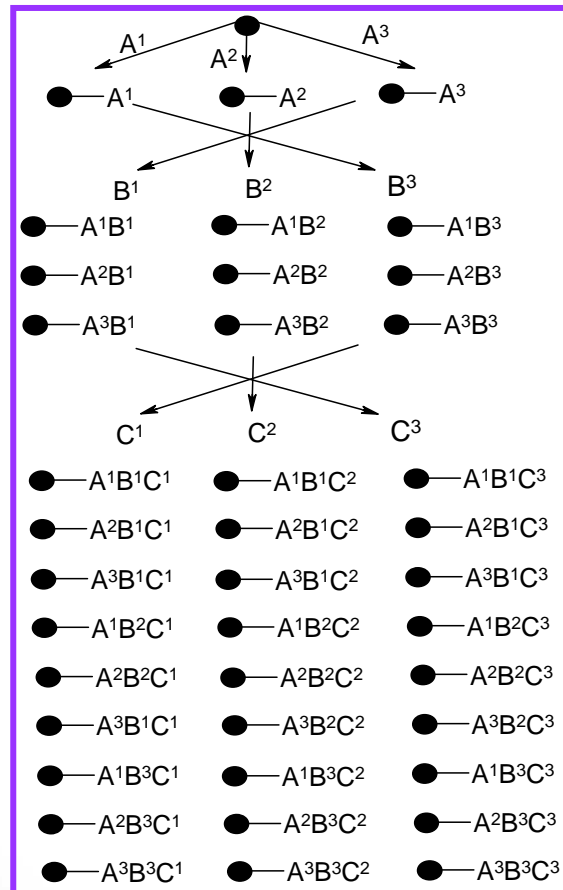 A¹ A² A³
A¹ A² A³
B¹ B² B³
A¹B¹ A¹B² A¹B³
A²B¹ A²B² A²B³
A³B¹ A³B² A³B³
C¹ C² C³
A¹B¹C¹ A¹B¹C² A¹B¹C³
A²B¹C¹ A²B¹C² A²B¹C³
A³B¹C¹ A³B¹C² A³B¹C³
A¹B²C¹ A¹B²C² A¹B²C³
A²B²C¹ A²B²C² A²B²C³
A³B¹C¹ A³B²C² A³B²C³
A¹B³C¹ A¹B³C² A¹B³C³
A²B³C¹ A²B³C² A²B³C³
A³B³C¹ A³B³C² A³B³C³